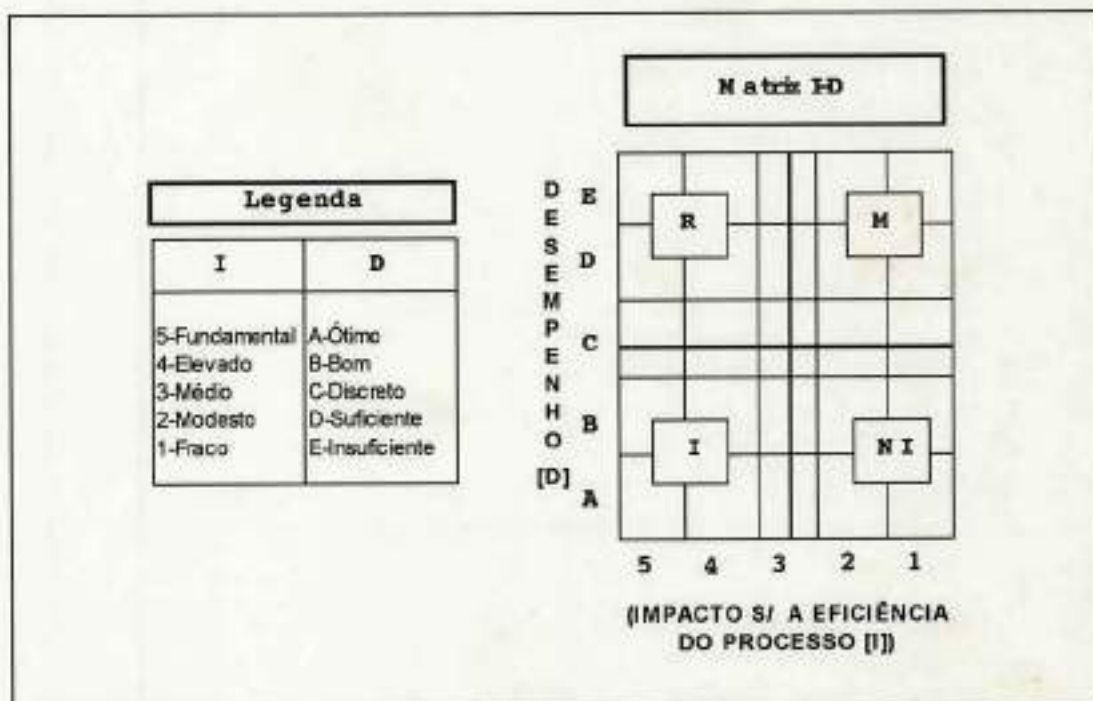 Matriz I-D
Legenda
I D
5-Fundamental A-Ótimo
4-Elevado B-Bom
3-Médio C-Discreto
2-Modesto D-Suficiente
1-Fraco E-Insuficiente
DESEMPENHO
[D]
E
D
C
B
A
R M
I NI
5 4 3 2 1
(IMPACTO S/ A EFICIÊNCIA
DO PROCESSO [I])